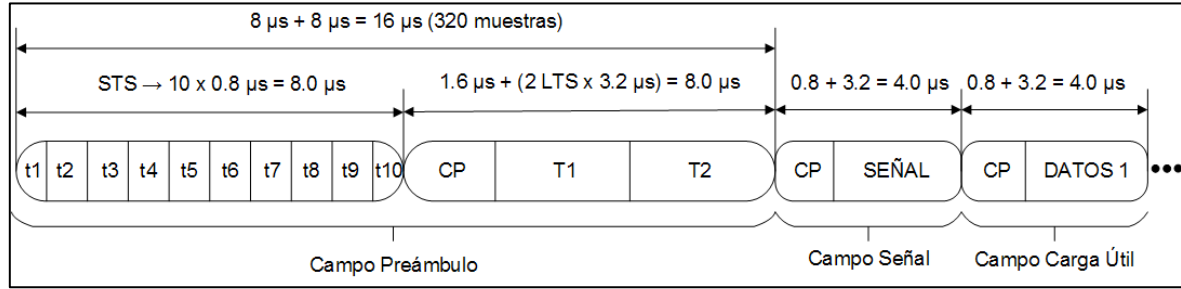 8 µs + 8 µs = 16 µs (320 muestras)
STS → 10 x 0.8 µs = 8.0 µs
1.6 µs + (2 LTS x 3.2 µs) = 8.0 µs
0.8 + 3.2 = 4.0 µs
0.8 + 3.2 = 4.0 µs
t1 t2 t3 t4 t5 t6 t7 t8 t9 t10 CP T1 T2 CP SEÑAL CP DATOS 1 •••
Campo Preámbulo
Campo Señal
Campo Carga Útil